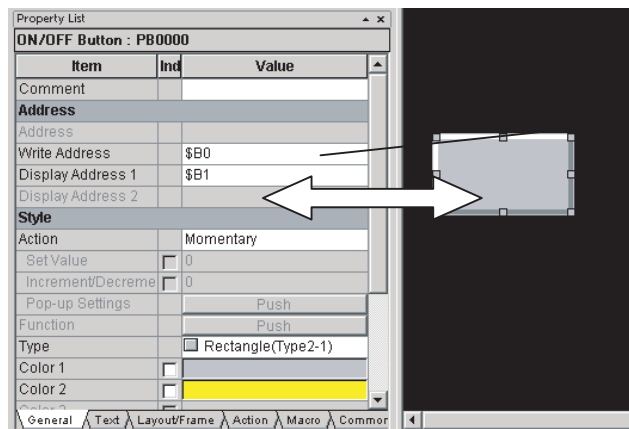 Property List
ON/OFF Button : PB0000
Item Ind Value
Comment
Address
Address
Write Address $B0
Display Address 1 $B1
Display Address 2
Style
Action Momentary
Set Value 0
Increment/Decreme 0
Pop-up Settings Push
Function Push
Type Rectangle(Type2-1)
Color 1
Color 2
General Text Layout/Frame Action Macro Common